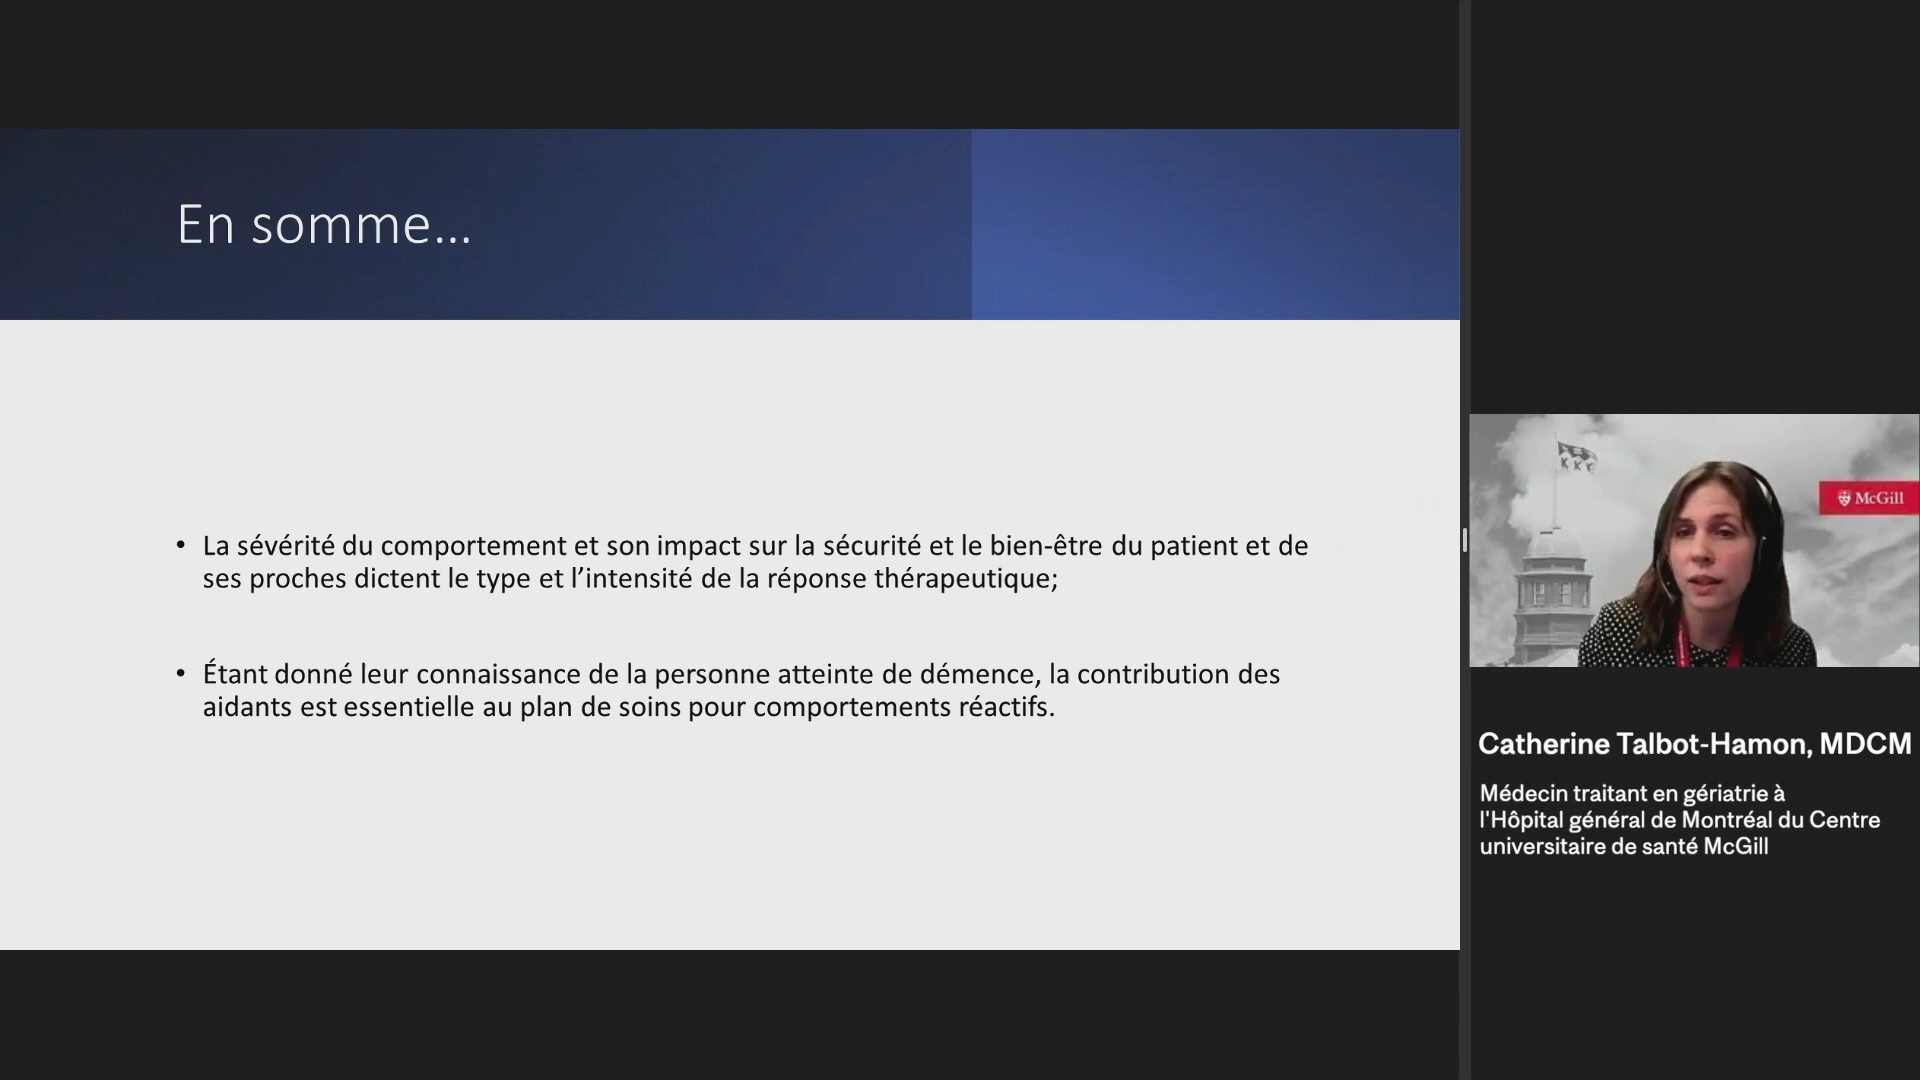 En somme...
• La sévérité du comportement et son impact sur la sécurité et le bien-être du patient et de
ses proches dictent le type et l’intensité de la réponse thérapeutique;
• Étant donné leur connaissance de la personne atteinte de démence, la contribution des
aidants est essentielle au plan de soins pour comportements réactifs.
McGill
Catherine Talbot-Hamon, MDCM
Médecin traitant en gériatrie à
l'Hôpital général de Montréal du Centre
universitaire de santé McGill